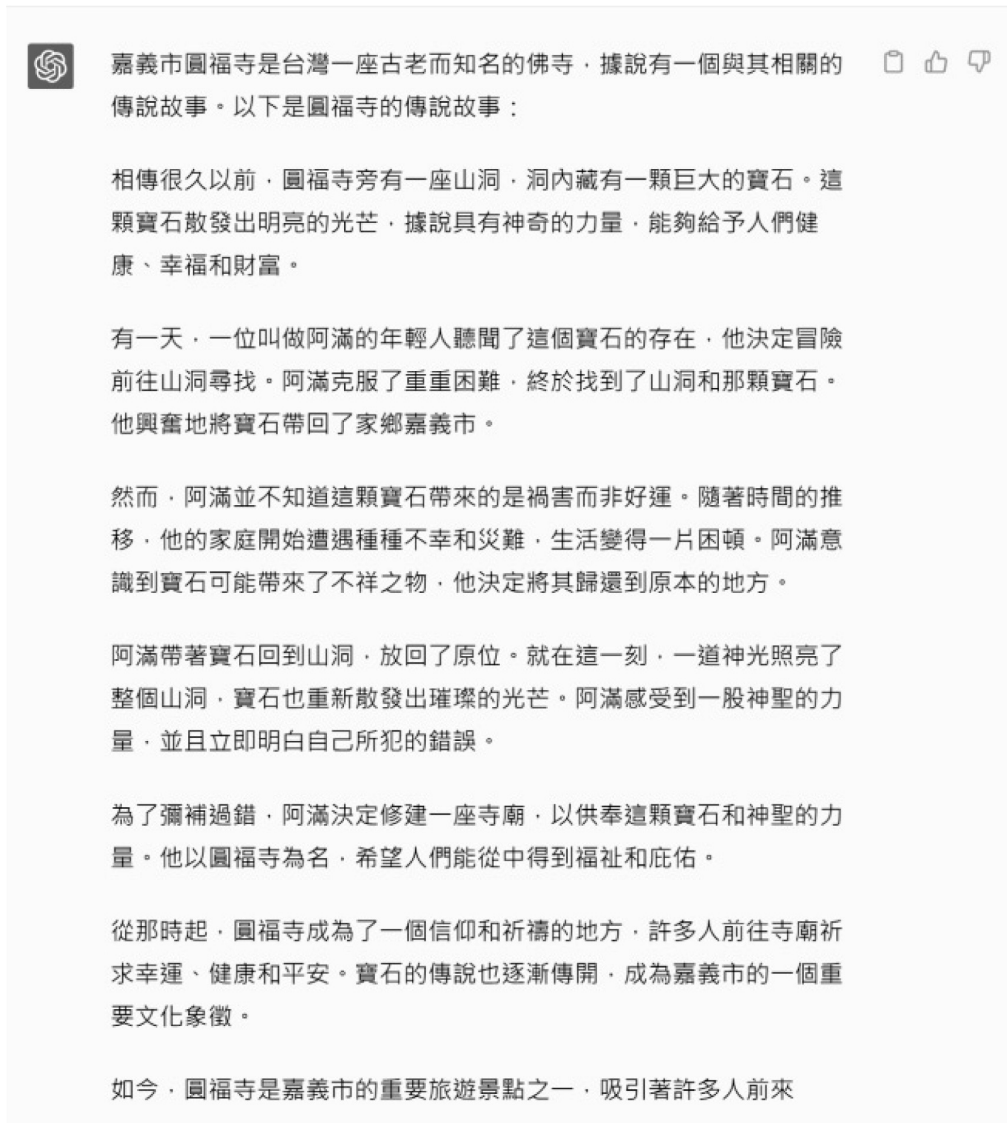 嘉義市圓福寺是台灣一座古老而知名的佛寺，據說有一個與其相關的
傳說故事。以下是圓福寺的傳說故事：
相傳很久以前，圓福寺旁有一座山洞，洞內藏有一顆巨大的寶石。這
顆寶石散發出明亮的光芒，據說具有神奇的力量，能夠給予人們健
康、幸福和財富。
有一天，一位叫做阿滿的年輕人聽聞了這個寶石的存在，他決定冒險
前往山洞尋找。阿滿克服了重重困難，終於找到了山洞和那顆寶石。
他興奮地將寶石帶回了家鄉嘉義市。
然而，阿滿並不知道這顆寶石帶來的是禍害而非好運。隨著時間的推
移，他的家庭開始遭遇種種不幸和災難，生活變得一片困頓。阿滿意
識到寶石可能帶來了不祥之物，他決定將其歸還到原本的地方。
阿滿帶著寶石回到山洞，放回了原位。就在這一刻，一道神光照亮了
整個山洞，寶石也重新散發出璀璨的光芒。阿滿感受到一股神聖的力
量，並且立即明白自己所犯的錯誤。
為了彌補過錯，阿滿決定修建一座寺廟，以供奉這顆寶石和神聖的力
量。他以圓福寺為名，希望人們能從中得到福祉和庇佑。
從那時起，圓福寺成為了一個信仰和祈禱的地方，許多人前往寺廟祈
求幸運、健康和平安。寶石的傳說也逐漸傳開，成為嘉義市的一個重
要文化象徵。
如今，圓福寺是嘉義市的重要旅遊景點之一，吸引著許多人前來